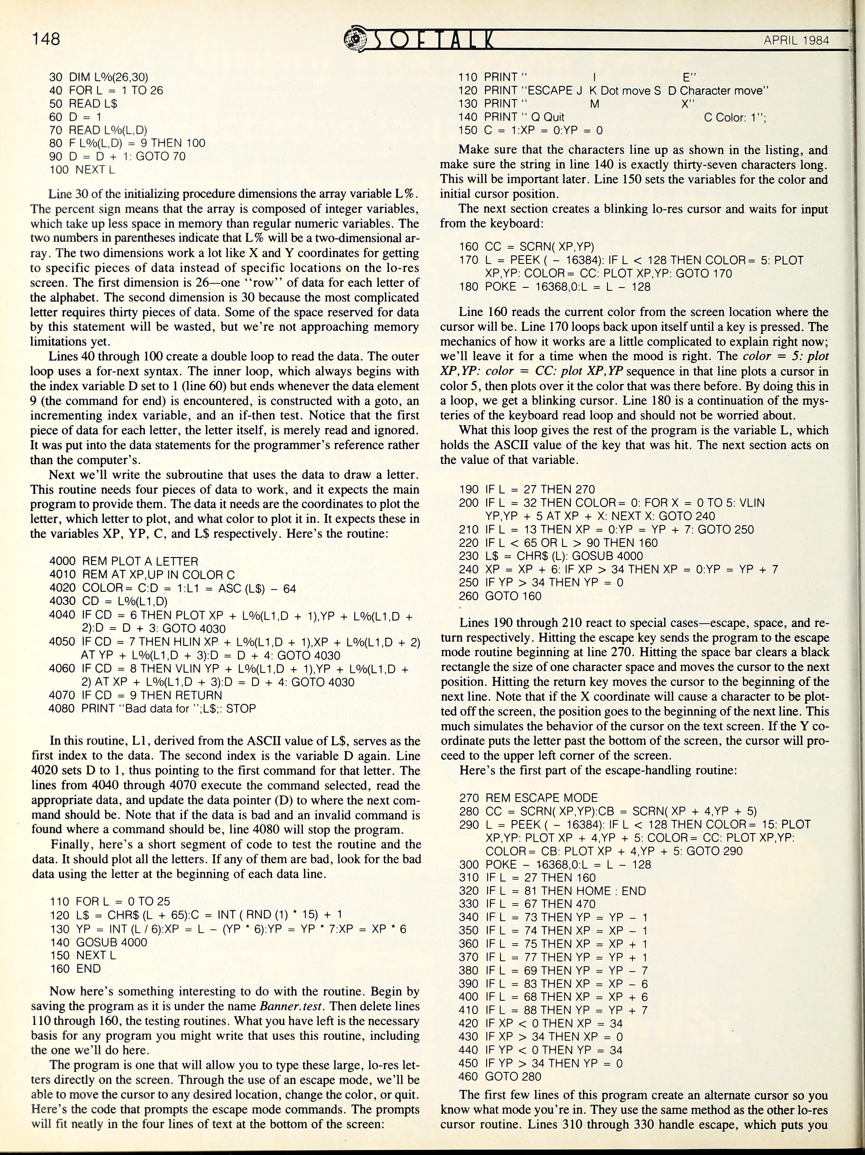 148
SOFTALK
APRIL 1984
30 DIM L%(26,30)
40 FOR L = 1 TO 26
50 READ L$
60 D = 1
70 READ L%(L,D)
80 F L%(L,D) = 9 THEN 100
90 D = D + 1: GOTO 70
100 NEXT L
Line 30 of the initializing procedure dimensions the array variable L%.
The percent sign means that the array is composed of integer variables,
which take up less space in memory than regular numeric variables. The
two numbers in parentheses indicate that L% will be a two-dimensional ar-
ray. The two dimensions work a lot like X and Y coordinates for getting
to specific pieces of data instead of specific locations on the lo-res
screen. The first dimension is 26—one “row” of data for each letter of
the alphabet. The second dimension is 30 because the most complicated
letter requires thirty pieces of data. Some of the space reserved for data
by this statement will be wasted, but we're not approaching memory
limitations yet.
Lines 40 through 100 create a double loop to read the data. The outer
loop uses a for-next syntax. The inner loop, which always begins with
the index variable D set to 1 (line 60) but ends whenever the data element
9 (the command for end) is encountered, is constructed with a goto, an
incrementing index variable, and an if-then test. Notice that the first
piece of data for each letter, the letter itself, is merely read and ignored.
It was put into the data statements for the programmer's reference rather
than the computer's.
Next we'll write the subroutine that uses the data to draw a letter.
This routine needs four pieces of data to work, and it expects the main
program to provide them. The data it needs are the coordinates to plot the
letter, which letter to plot, and what color to plot it in. It expects these in
the variables XP, YP, C, and L$ respectively. Here's the routine:
4000 REM PLOT A LETTER
4010 REM AT XP,UP IN COLOR C
4020 COLOR= C:D = 1:L1 = ASC (L$) - 64
4030 CD = L%(L1,D)
4040 IF CD = 6 THEN PLOT XP + L%(L1,D + 1),YP + L%(L1,D +
2):D = D + 3: GOTO 4030
4050 IF CD = 7 THEN HLIN XP + L%(L1,D + 1),XP + L%(L1,D + 2)
AT YP + L%(L1,D + 3):D = D + 4: GOTO 4030
4060 IF CD = 8 THEN VLIN YP + L%(L1,D + 1),YP + L%(L1,D +
2) AT XP + L%(L1,D + 3):D = D + 4: GOTO 4030
4070 IF CD = 9 THEN RETURN
4080 PRINT “Bad data for ”;L$;: STOP
In this routine, L1, derived from the ASCII value of L$, serves as the
first index to the data. The second index is the variable D again. Line
4020 sets D to 1, thus pointing to the first command for that letter. The
lines from 4040 through 4070 execute the command selected, read the
appropriate data, and update the data pointer (D) to where the next com-
mand should be. Note that if the data is bad and an invalid command is
found where a command should be, line 4080 will stop the program.
Finally, here's a short segment of code to test the routine and the
data. It should plot all the letters. If any of them are bad, look for the bad
data using the letter at the beginning of each data line.
110 FOR L = 0 TO 25
120 L$ = CHR$ (L + 65):C = INT ( RND (1) * 15) + 1
130 YP = INT (L / 6):XP = L - (YP * 6):YP = YP * 7:XP = XP * 6
140 GOSUB 4000
150 NEXT L
160 END
Now here's something interesting to do with the routine. Begin by
saving the program as it is under the name Banner.test. Then delete lines
110 through 160, the testing routines. What you have left is the necessary
basis for any program you might write that uses this routine, including
the one we'll do here.
The program is one that will allow you to type these large, lo-res let-
ters directly on the screen. Through the use of an escape mode, we'll be
able to move the cursor to any desired location, change the color, or quit.
Here's the code that prompts the escape mode commands. The prompts
will fit neatly in the four lines of text at the bottom of the screen:
110 PRINT “ I E”
120 PRINT “ESCAPE J K Dot move S D Character move”
130 PRINT “ M X”
140 PRINT “ Q Quit C Color: 1”;
150 C = 1:XP = 0:YP = 0
Make sure that the characters line up as shown in the listing, and
make sure the string in line 140 is exactly thirty-seven characters long.
This will be important later. Line 150 sets the variables for the color and
initial cursor position.
The next section creates a blinking lo-res cursor and waits for input
from the keyboard:
160 CC = SCRN( XP,YP)
170 L = PEEK ( - 16384): IF L < 128 THEN COLOR= 5: PLOT
XP,YP: COLOR= CC: PLOT XP,YP: GOTO 170
180 POKE - 16368,0:L = L - 128
Line 160 reads the current color from the screen location where the
cursor will be. Line 170 loops back upon itself until a key is pressed. The
mechanics of how it works are a little complicated to explain right now;
we'll leave it for a time when the mood is right. The color = 5: plot
XP,YP: color = CC: plot XP,YP sequence in that line plots a cursor in
color 5, then plots over it the color that was there before. By doing this in
a loop, we get a blinking cursor. Line 180 is a continuation of the mys-
teries of the keyboard read loop and should not be worried about.
What this loop gives the rest of the program is the variable L, which
holds the ASCII value of the key that was hit. The next section acts on
the value of that variable.
190 IF L = 27 THEN 270
200 IF L = 32 THEN COLOR= 0: FOR X = 0 TO 5: VLIN
YP,YP + 5 AT XP + X: NEXT X: GOTO 240
210 IF L = 13 THEN XP = 0:YP = YP + 7: GOTO 250
220 IF L < 65 OR L > 90 THEN 160
230 L$ = CHR$ (L): GOSUB 4000
240 XP = XP + 6: IF XP > 34 THEN XP = 0:YP = YP + 7
250 IF YP > 34 THEN YP = 0
260 GOTO 160
Lines 190 through 210 react to special cases—escape, space, and re-
turn respectively. Hitting the escape key sends the program to the escape
mode routine beginning at line 270. Hitting the space bar clears a black
rectangle the size of one character space and moves the cursor to the next
position. Hitting the return key moves the cursor to the beginning of the
next line. Note that if the X coordinate will cause a character to be plot-
ted off the screen, the position goes to the beginning of the next line. This
much simulates the behavior of the cursor on the text screen. If the Y co-
ordinate puts the letter past the bottom of the screen, the cursor will pro-
ceed to the upper left corner of the screen.
Here's the first part of the escape-handling routine:
270 REM ESCAPE MODE
280 CC = SCRN( XP,YP):CB = SCRN( XP + 4,YP + 5)
290 L = PEEK ( - 16384): IF L < 128 THEN COLOR= 15: PLOT
XP,YP: PLOT XP + 4,YP + 5: COLOR= CC: PLOT XP,YP:
COLOR= CB: PLOT XP + 4,YP + 5: GOTO 290
300 POKE - 16368,0:L = L - 128
310 IF L = 27 THEN 160
320 IF L = 81 THEN HOME : END
330 IF L = 67 THEN 470
340 IF L = 73 THEN YP = YP - 1
350 IF L = 74 THEN XP = XP - 1
360 IF L = 75 THEN XP = XP + 1
370 IF L = 77 THEN YP = YP + 1
380 IF L = 69 THEN YP = YP - 7
390 IF L = 83 THEN XP = XP - 6
400 IF L = 68 THEN XP = XP + 6
410 IF L = 88 THEN YP = YP + 7
420 IF XP < 0 THEN XP = 34
430 IF XP > 34 THEN XP = 0
440 IF YP < 0 THEN YP = 34
450 IF YP > 34 THEN YP = 0
460 GOTO 280
The first few lines of this program create an alternate cursor so you
know what mode you're in. They use the same method as the other lo-res
cursor routine. Lines 310 through 330 handle escape, which puts you